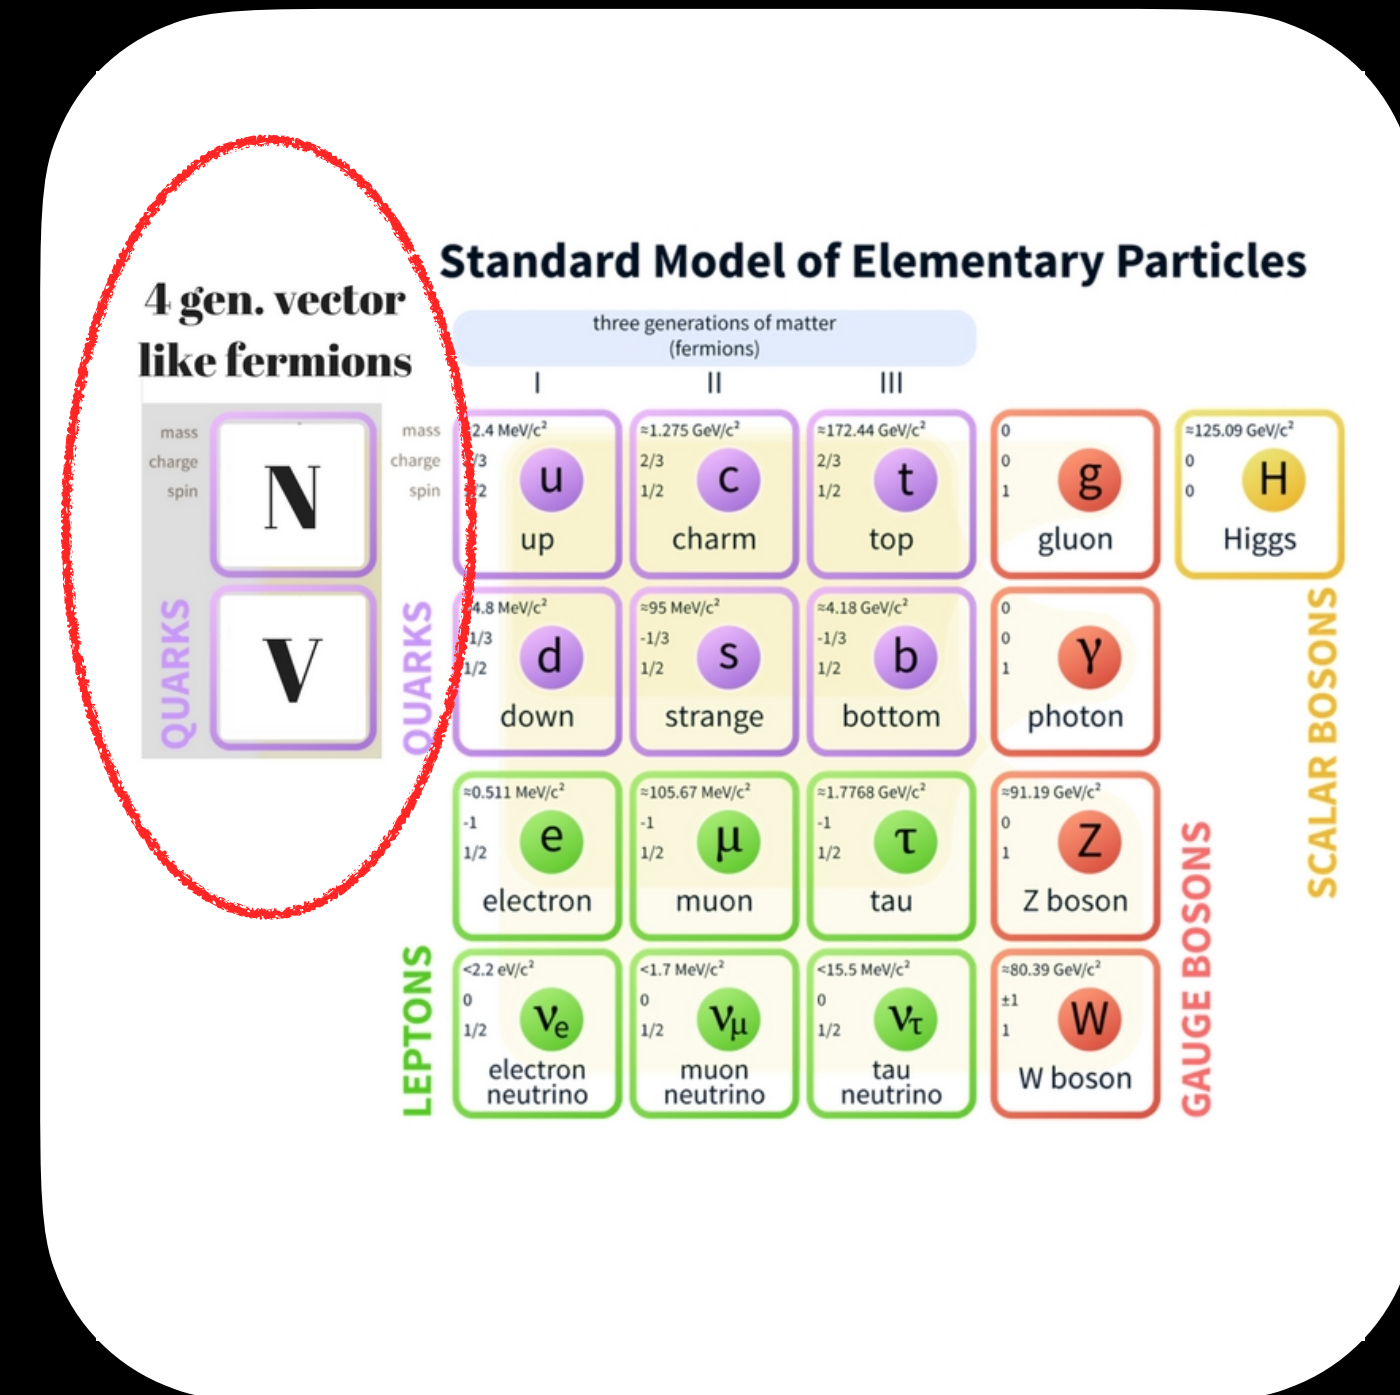 Standard Model of Elementary Particles
4 gen. vector
like fermions
three generations of matter
(fermions)
I II III
mass
charge
spin
N
V
QUARKS
mass
charge
spin
QUARKS
2.4 MeV/c²
/3
/2
u
up
≈1.275 GeV/c²
2/3
1/2
c
charm
≈172.44 GeV/c²
2/3
1/2
t
top
0
0
1
g
gluon
≈125.09 GeV/c²
0
0
H
Higgs
4.8 MeV/c²
1/3
1/2
d
down
≈95 MeV/c²
-1/3
1/2
s
strange
≈4.18 GeV/c²
-1/3
1/2
b
bottom
0
0
1
γ
photon
SCALAR BOSONS
LEPTONS
≈0.511 MeV/c²
-1
1/2
e
electron
≈105.67 MeV/c²
-1
1/2
μ
muon
≈1.7768 GeV/c²
-1
1/2
τ
tau
≈91.19 GeV/c²
0
1
Z
Z boson
<2.2 eV/c²
0
1/2
νe
electron
neutrino
<1.7 MeV/c²
0
1/2
νμ
muon
neutrino
<15.5 MeV/c²
0
1/2
ντ
tau
neutrino
≈80.39 GeV/c²
±1
1
W
W boson
GAUGE BOSONS